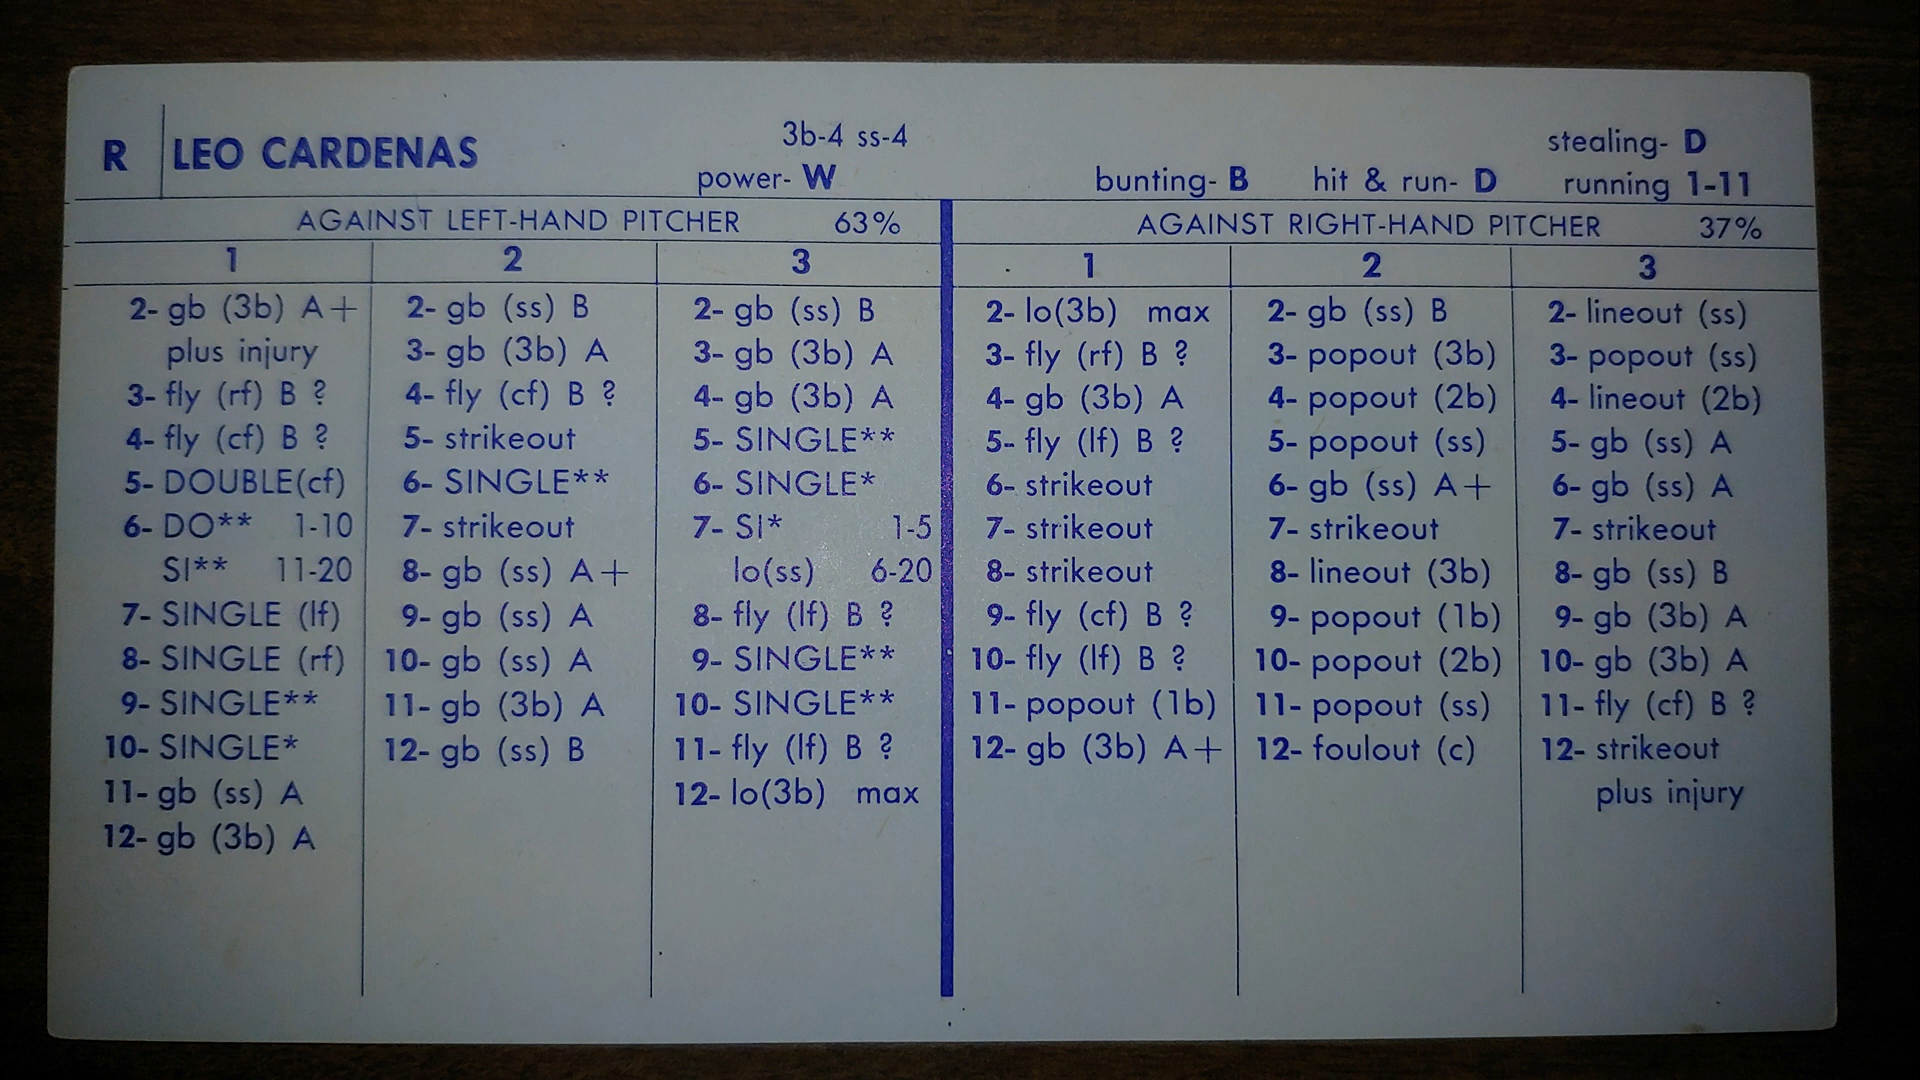 R LEO CARDENAS
3b-4 ss-4
power- W
bunting- B hit & run- D
stealing- D
running 1-11
AGAINST LEFT-HAND PITCHER 63%
1 2 3
2- gb (3b) A+
plus injury
3- fly (rf) B ?
4- fly (cf) B ?
5- DOUBLE(cf)
6- DO** 1-10
SI** 11-20
7- SINGLE (lf)
8- SINGLE (rf)
9- SINGLE**
10- SINGLE*
11- gb (ss) A
12- gb (3b) A
2- gb (ss) B
3- gb (3b) A
4- fly (cf) B ?
5- strikeout
6- SINGLE**
7- strikeout
8- gb (ss) A+
9- gb (ss) A
10- gb (ss) A
11- gb (3b) A
12- gb (ss) B
2- gb (ss) B
3- gb (3b) A
4- gb (3b) A
5- SINGLE**
6- SINGLE*
7- SI* 1-5
lo(ss) 6-20
8- fly (lf) B ?
9- SINGLE**
10- SINGLE**
11- fly (lf) B ?
12- lo(3b) max
AGAINST RIGHT-HAND PITCHER 37%
1 2 3
2- lo(3b) max
3- fly (rf) B ?
4- gb (3b) A
5- fly (lf) B ?
6- strikeout
7- strikeout
8- strikeout
9- fly (cf) B ?
10- fly (lf) B ?
11- popout (1b)
12- gb (3b) A+
2- gb (ss) B
3- popout (3b)
4- popout (2b)
5- popout (ss)
6- gb (ss) A+
7- strikeout
8- lineout (3b)
9- popout (1b)
10- popout (2b)
11- popout (ss)
12- foulout (c)
2- lineout (ss)
3- popout (ss)
4- lineout (2b)
5- gb (ss) A
6- gb (ss) A
7- strikeout
8- gb (ss) B
9- gb (3b) A
10- gb (3b) A
11- fly (cf) B ?
12- strikeout
plus injury